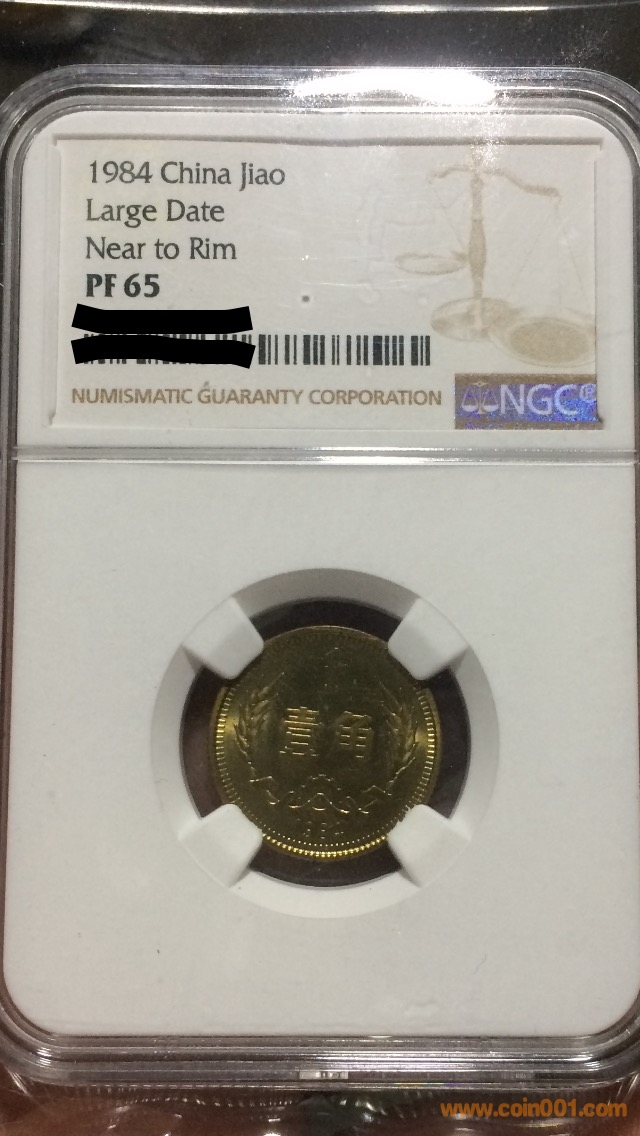 1984 China Jiao
Large Date
Near to Rim
PF 65
NUMISMATIC GUARANTY CORPORATION
NGC
壹角
1984
www.coin001.com